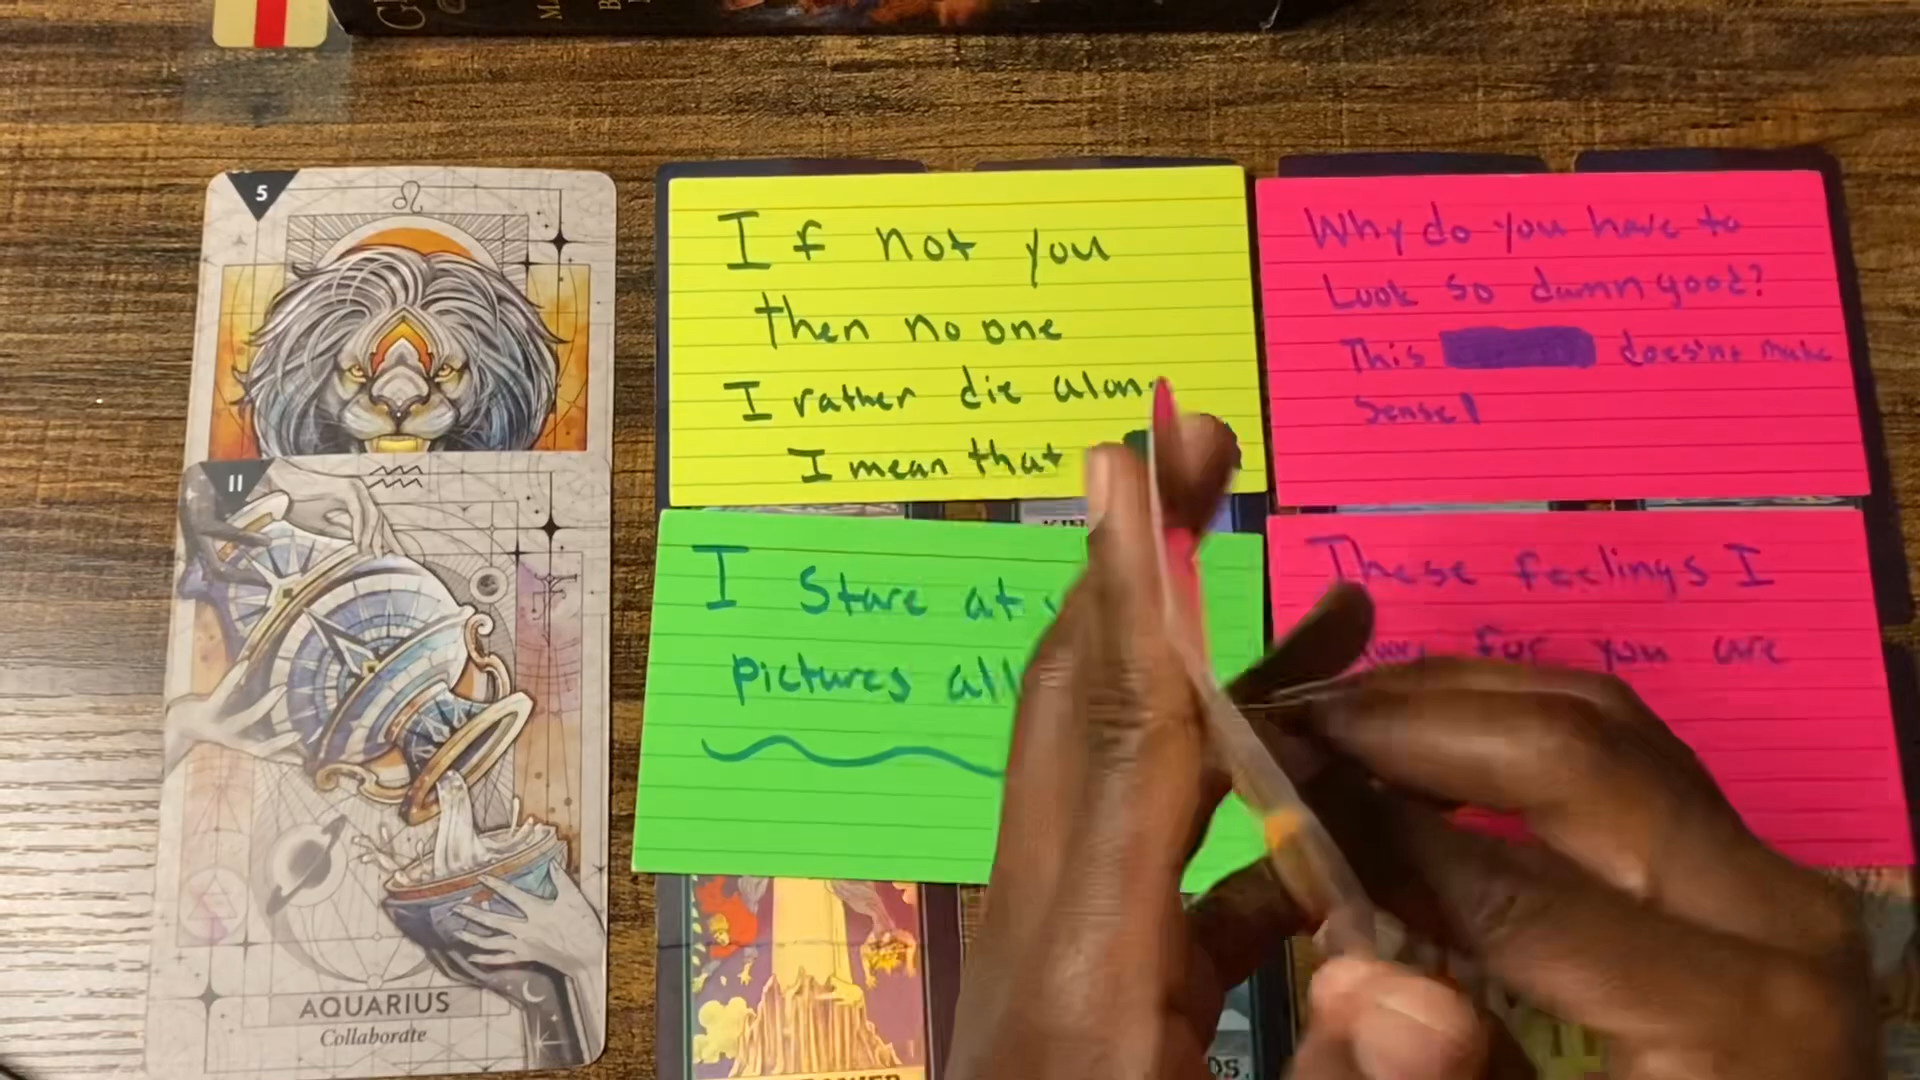 5
11
AQUARIUS
Collaborate
If not you
then no one
I rather die alon
I mean that
Why do you have to
Look so damn good?
This doesn't make
Sense!
I Stare at
pictures all
These feelings I
for you are